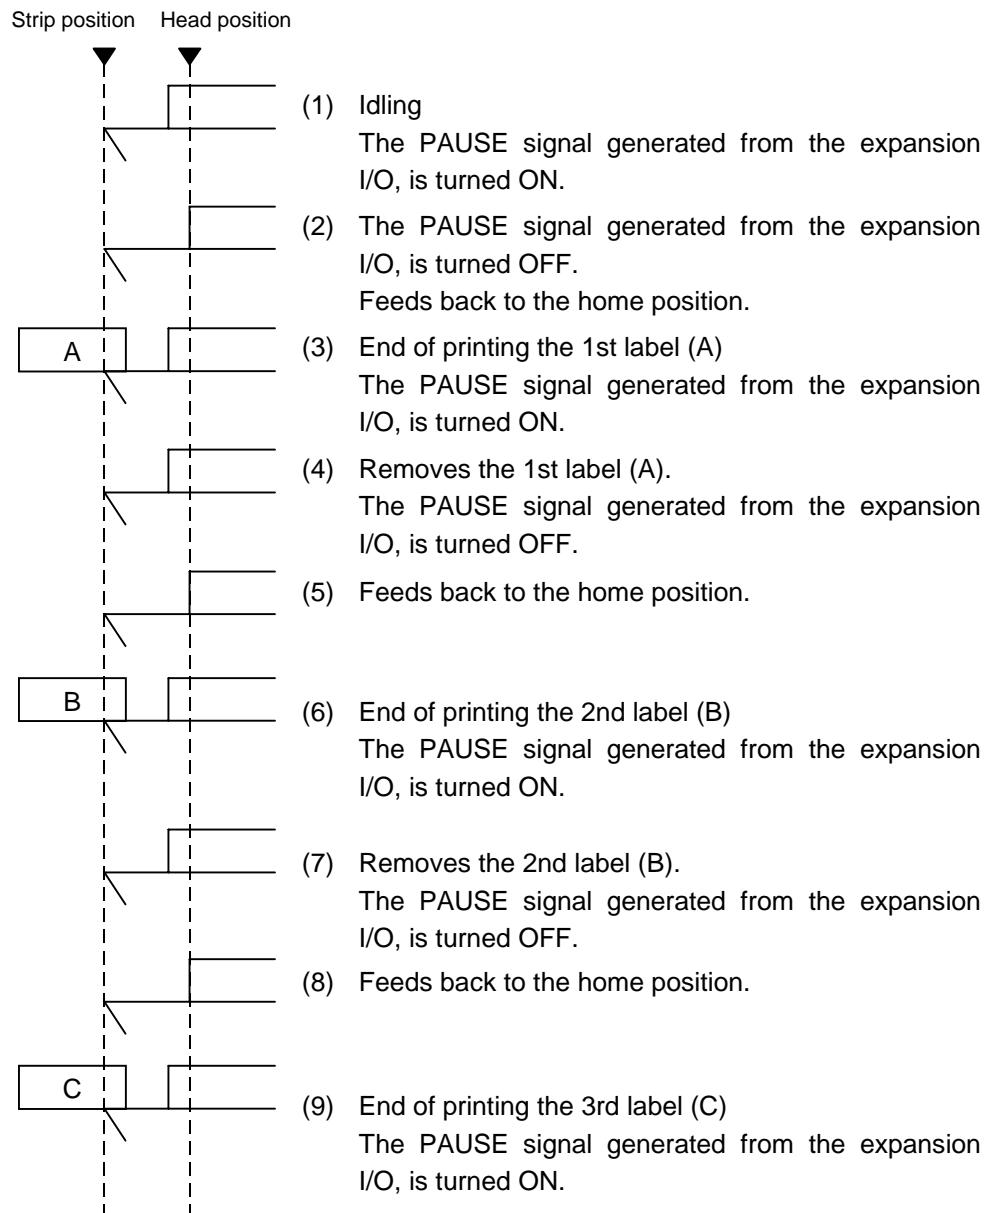 Strip position Head position
(1) Idling
The PAUSE signal generated from the expansion
I/O, is turned ON.
(2) The PAUSE signal generated from the expansion
I/O, is turned OFF.
Feeds back to the home position.
A
(3) End of printing the 1st label (A)
The PAUSE signal generated from the expansion
I/O, is turned ON.
(4) Removes the 1st label (A).
The PAUSE signal generated from the expansion
I/O, is turned OFF.
(5) Feeds back to the home position.
B
(6) End of printing the 2nd label (B)
The PAUSE signal generated from the expansion
I/O, is turned ON.
(7) Removes the 2nd label (B).
The PAUSE signal generated from the expansion
I/O, is turned OFF.
(8) Feeds back to the home position.
C
(9) End of printing the 3rd label (C)
The PAUSE signal generated from the expansion
I/O, is turned ON.